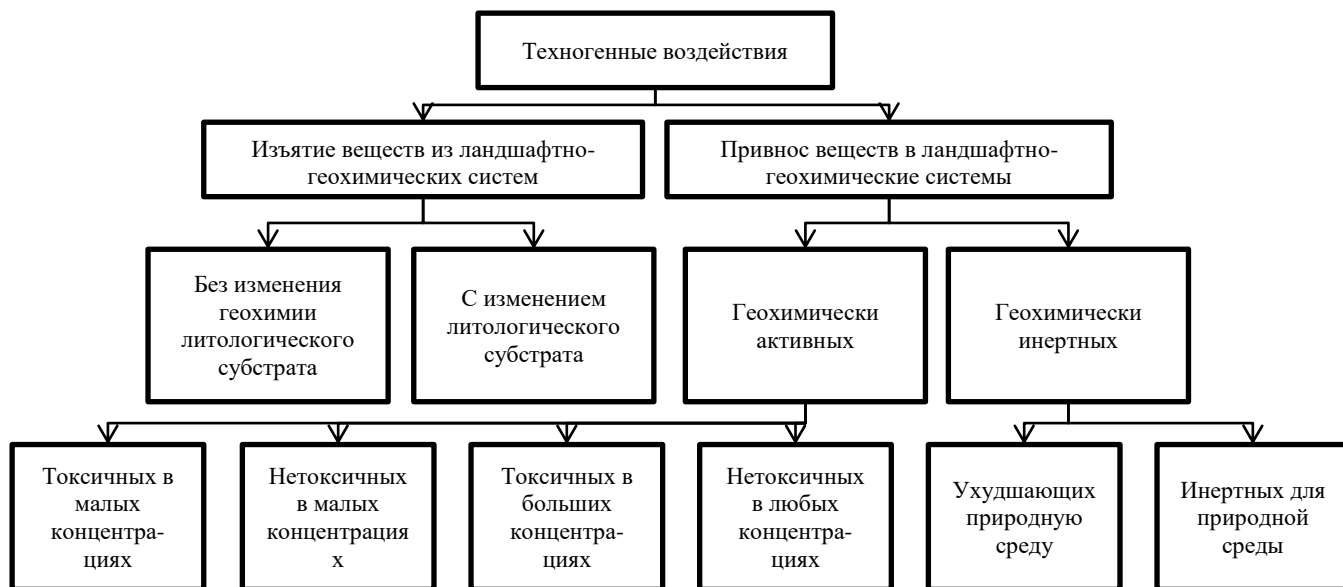 Техногенные воздействия
Изъятие веществ из ландшафтно-
геохимических систем
Привнос веществ в ландшафтно-
геохимические системы
Без изменения
геохимии
литологического
субстрата
С изменением
литологического
субстрата
Геохимически
активных
Геохимически
инертных
Токсичных в
малых
концентра-
циях
Нетоксичных
в малых
концентрация
х
Токсичных в
больших
концентра-
циях
Нетоксичных
в любых
концентра-
циях
Ухудшающих
природную
среду
Инертных для
природной
среды